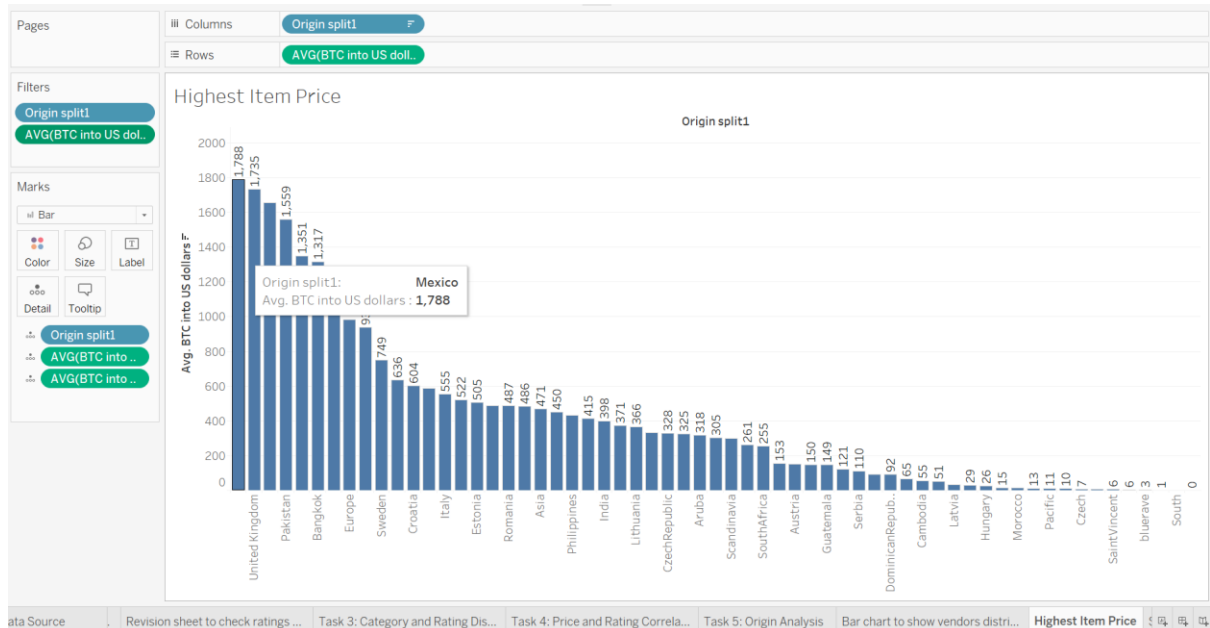 Pages
Columns
Origin split1
Rows
AVG(BTC into US doll..
Filters
Origin split1
AVG(BTC into US dol..
Marks
Bar
Color
Size
Label
Detail
Tooltip
Origin split1
AVG(BTC into ..
AVG(BTC into ..
Highest Item Price
Origin split1
Avg. BTC into US dollars
2000
1800
1600
1400
1200
1000
800
600
400
200
0
1,788
1,735
1,559
1,351
1,317
749
636
604
555
522
505
487
486
471
450
415
398
371
366
328
325
318
305
261
255
153
150
149
121
110
92
65
55
51
29
26
15
13
11
10
7
6
6
3
1
0
Origin split1: Mexico
Avg. BTC into US dollars : 1,788
United Kingdom
Pakistan
Bangkok
Europe
Sweden
Croatia
Italy
Estonia
Romania
Asia
Philippines
India
Lithuania
CzechRepublic
Aruba
Scandinavia
SouthAfrica
Austria
Guatemala
Serbia
DominicanRepub..
Cambodia
Latvia
Hungary
Morocco
Pacific
Czech
SaintVincent
bluerave
South
ata Source
Revision sheet to check ratings ...
Task 3: Category and Rating Dis...
Task 4: Price and Rating Correla...
Task 5: Origin Analysis
Bar chart to show vendors distri...
Highest Item Price